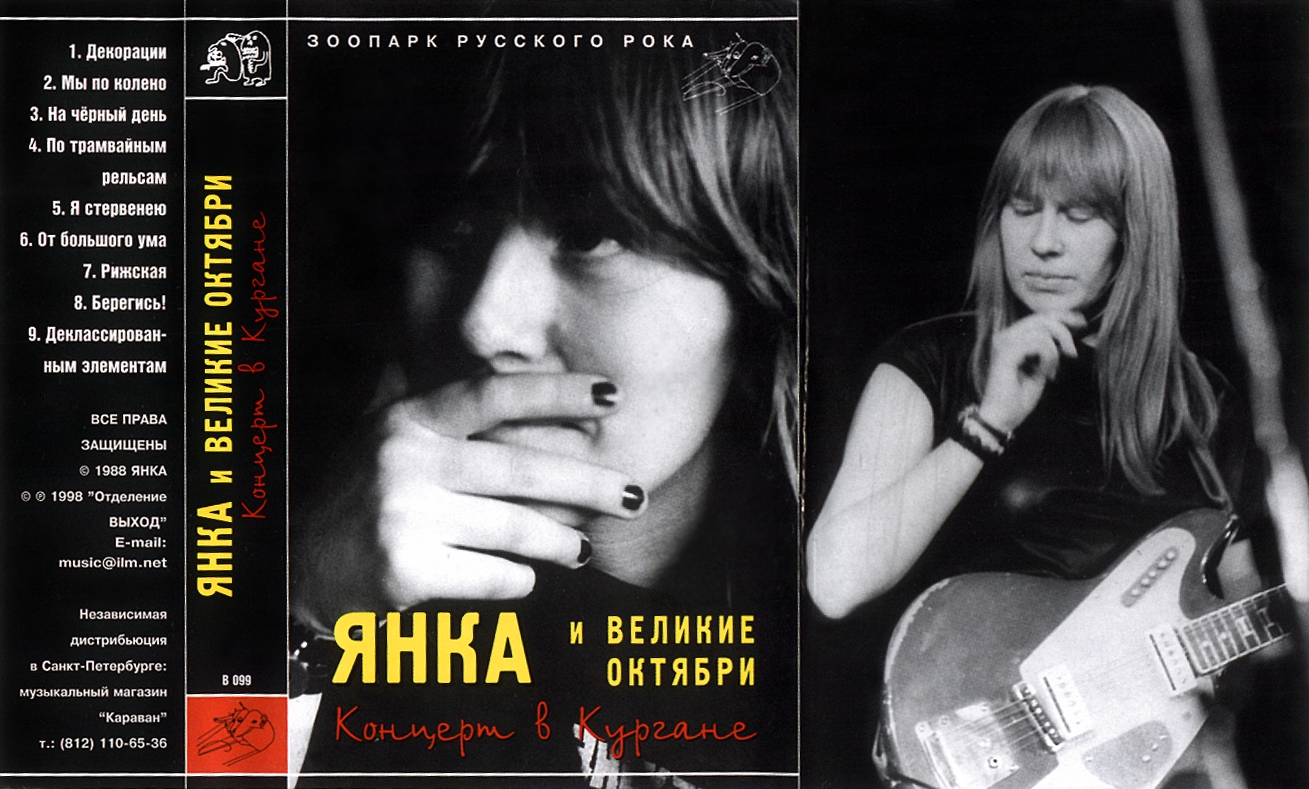 1. Декорации
2. Мы по колено
3. На чёрный день
4. По трамвайным
рельсам
5. Я стервенею
6. От большого ума
7. Рижская
8. Берегись!
9. Деклассирован-
ным элементам
ВСЕ ПРАВА
ЗАЩИЩЕНЫ
© 1988 ЯНКА
© ℗ 1998 ”Отделение
ВЫХОД”
E-mail:
music@ilm.net
Независимая
дистрибьюция
в Санкт-Петербурге:
музыкальный магазин
“Караван”
т.: (812) 110-65-36
ЯНКА и ВЕЛИКИЕ ОКТЯБРИ
Концерт в Кургане
В 099
ЗООПАРК РУССКОГО РОКА
ЯНКА и ВЕЛИКИЕ
ОКТЯБРИ
Концерт в Кургане